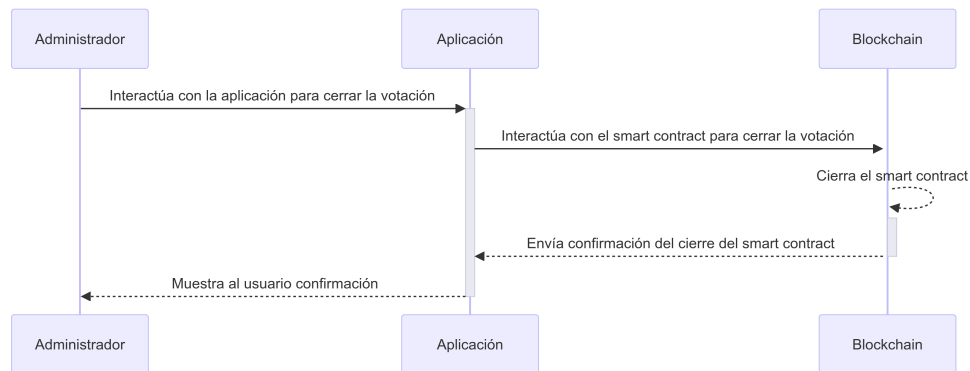 Administrador
Aplicación
Blockchain
Interactúa con la aplicación para cerrar la votación
Interactúa con el smart contract para cerrar la votación
Cierra el smart contract
Envía confirmación del cierre del smart contract
Muestra al usuario confirmación
Administrador
Aplicación
Blockchain